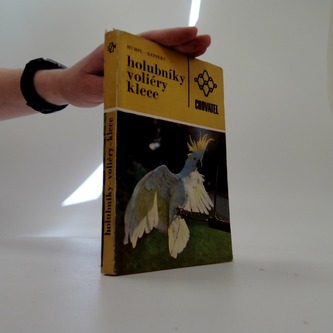 holubníky
voliéry
klece
CHOVATEL
holubníky - voliéry - klece